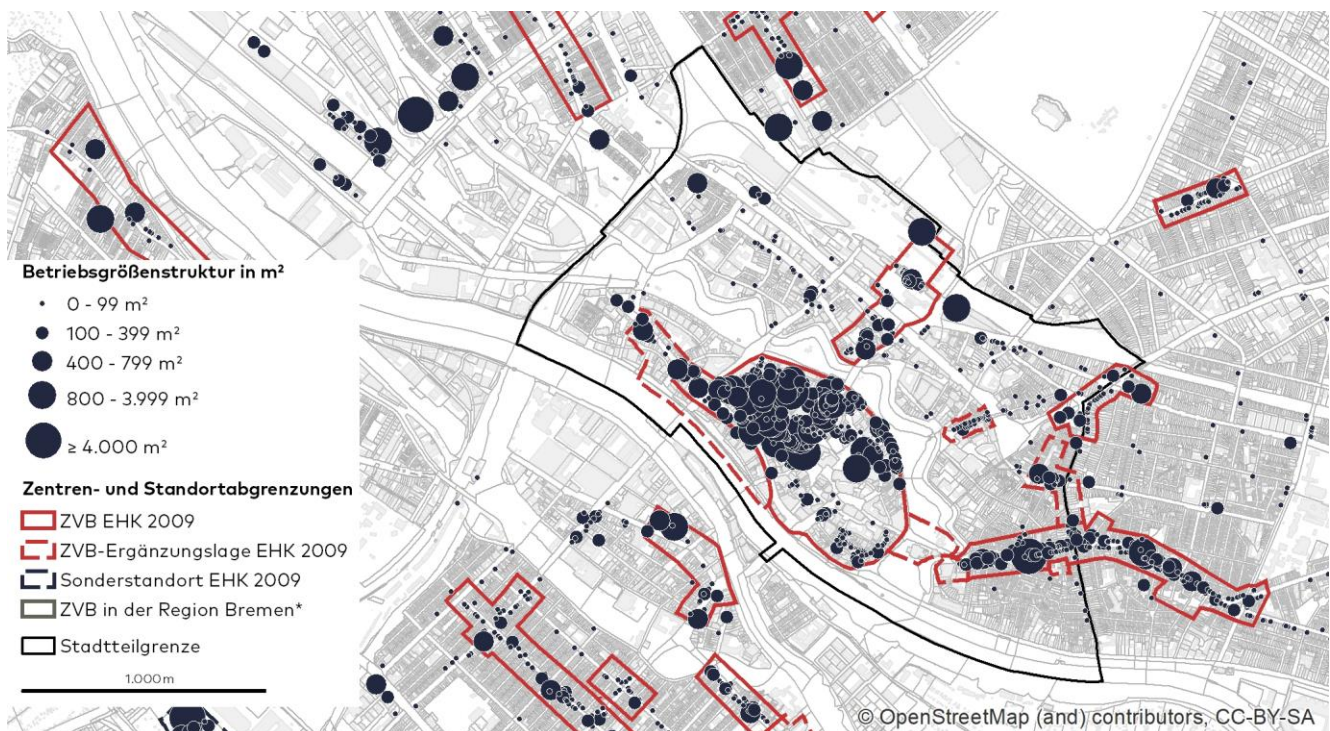 Betriebsgrößenstruktur in m²
0 - 99 m²
100 - 399 m²
400 - 799 m²
800 - 3.999 m²
≥ 4.000 m²
Zentren- und Standortabgrenzungen
ZVB EHK 2009
ZVB-Ergänzungslage EHK 2009
Sonderstandort EHK 2009
ZVB in der Region Bremen*
Stadtteilgrenze
1.000m
© OpenStreetMap (and) contributors, CC-BY-SA